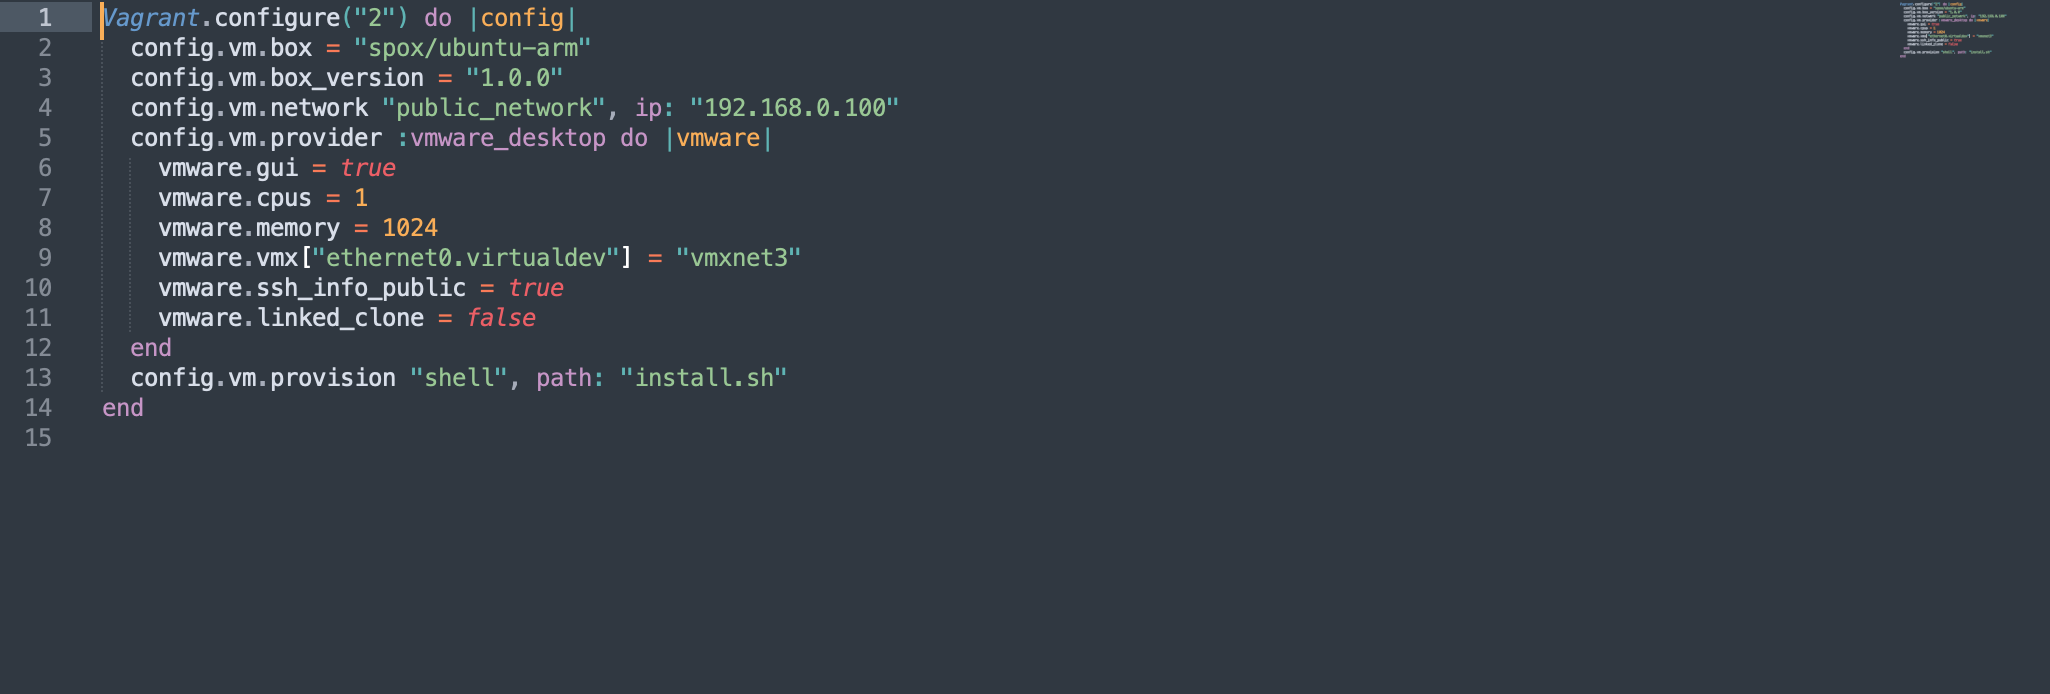 1 Vagrant.configure("2") do |config|
2 config.vm.box = "spox/ubuntu-arm"
3 config.vm.box_version = "1.0.0"
4 config.vm.network "public_network", ip: "192.168.0.100"
5 config.vm.provider :vmware_desktop do |vmware|
6 vmware.gui = true
7 vmware.cpus = 1
8 vmware.memory = 1024
9 vmware.vmx["ethernet0.virtualdev"] = "vmxnet3"
10 vmware.ssh_info_public = true
11 vmware.linked_clone = false
12 end
13 config.vm.provision "shell", path: "install.sh"
14 end
15